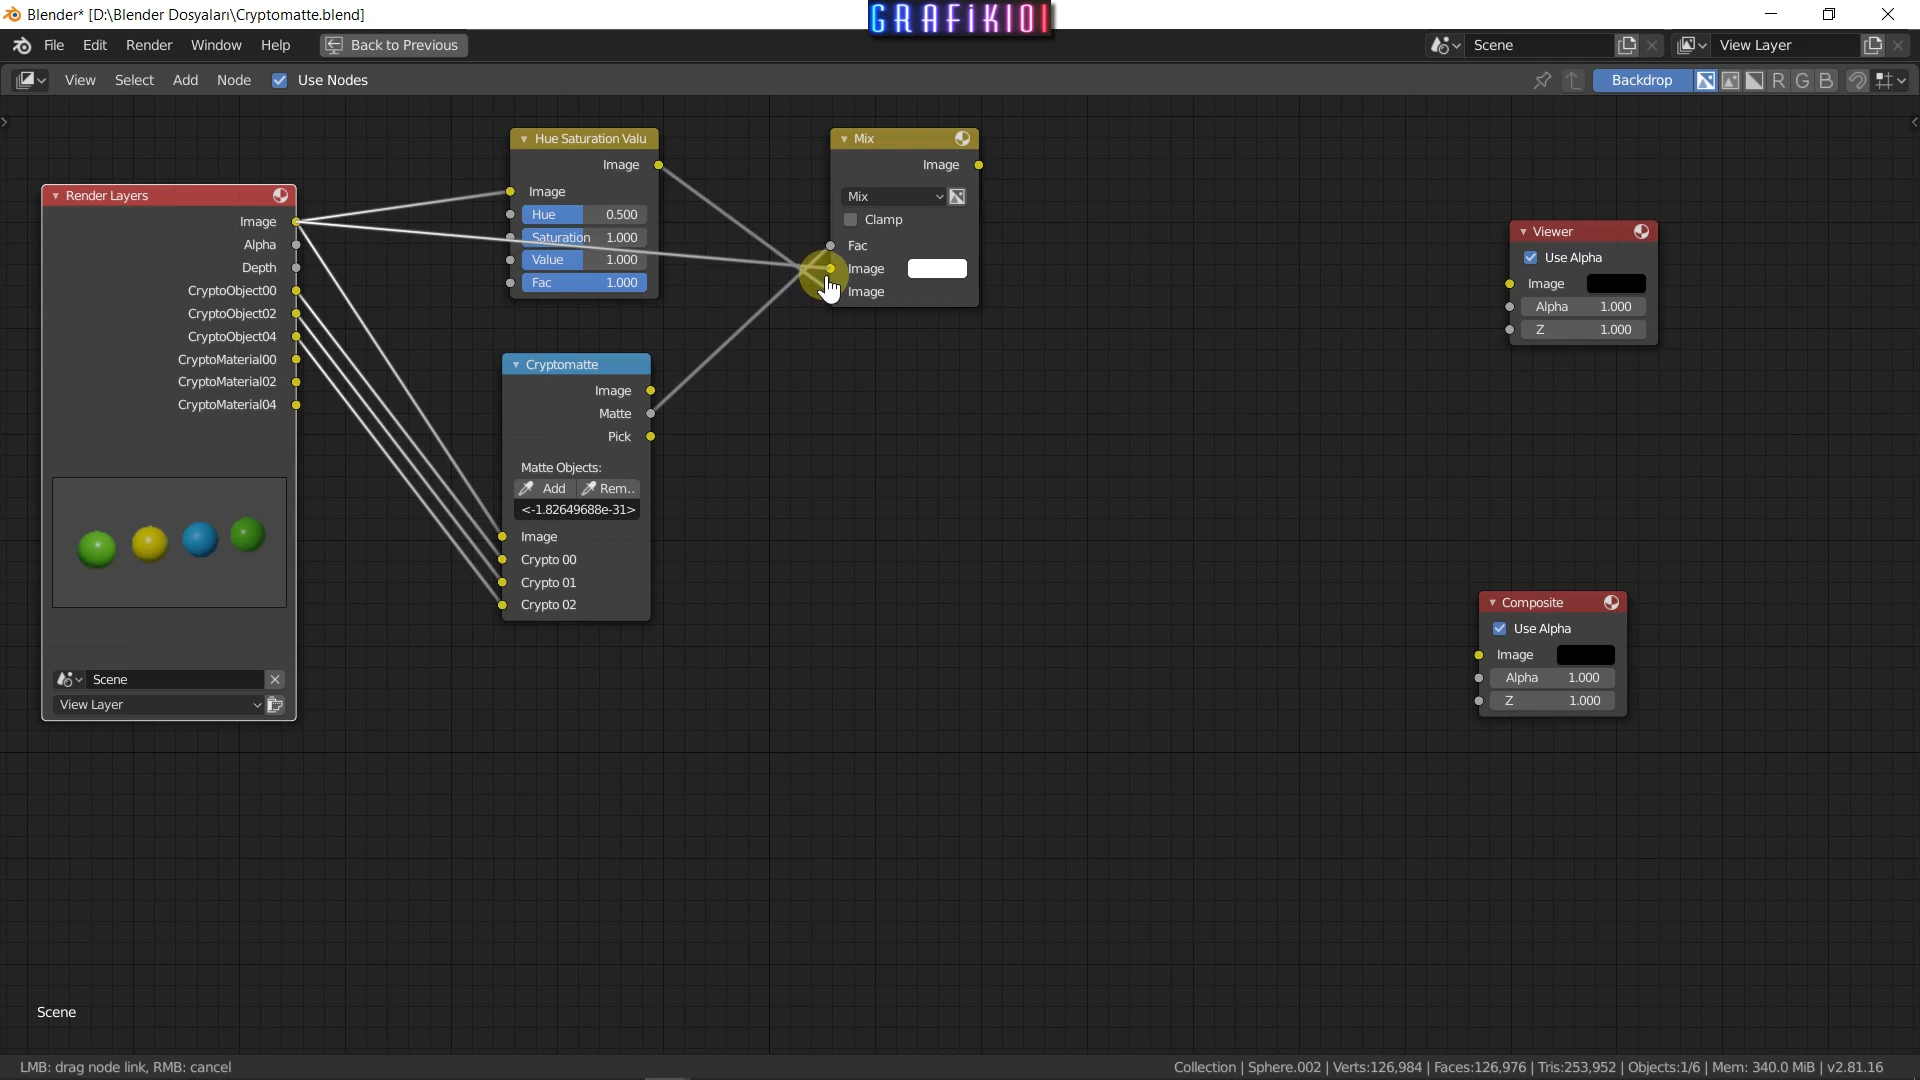 Blender* [D:\Blender Dosyaları\Cryptomatte.blend]
GRAFiK101
File Edit Render Window Help Back to Previous Scene View Layer
View Select Add Node Use Nodes Backdrop R G B
Render Layers
Image
Alpha
Depth
CryptoObject00
CryptoObject02
CryptoObject04
CryptoMaterial00
CryptoMaterial02
CryptoMaterial04
Scene
View Layer
Hue Saturation Valu
Image
Image
Hue 0.500
Saturation 1.000
Value 1.000
Fac 1.000
Cryptomatte
Image
Matte
Pick
Matte Objects:
Add Rem..
<-1.82649688e-31>
Image
Crypto 00
Crypto 01
Crypto 02
Mix
Image
Mix
Clamp
Fac
Image
Image
Viewer
Use Alpha
Image
Alpha 1.000
Z 1.000
Composite
Use Alpha
Image
Alpha 1.000
Z 1.000
Scene
LMB: drag node link, RMB: cancel
Collection | Sphere.002 | Verts:126,984 | Faces:126,976 | Tris:253,952 | Objects:1/6 | Mem: 340.0 MiB | v2.81.16